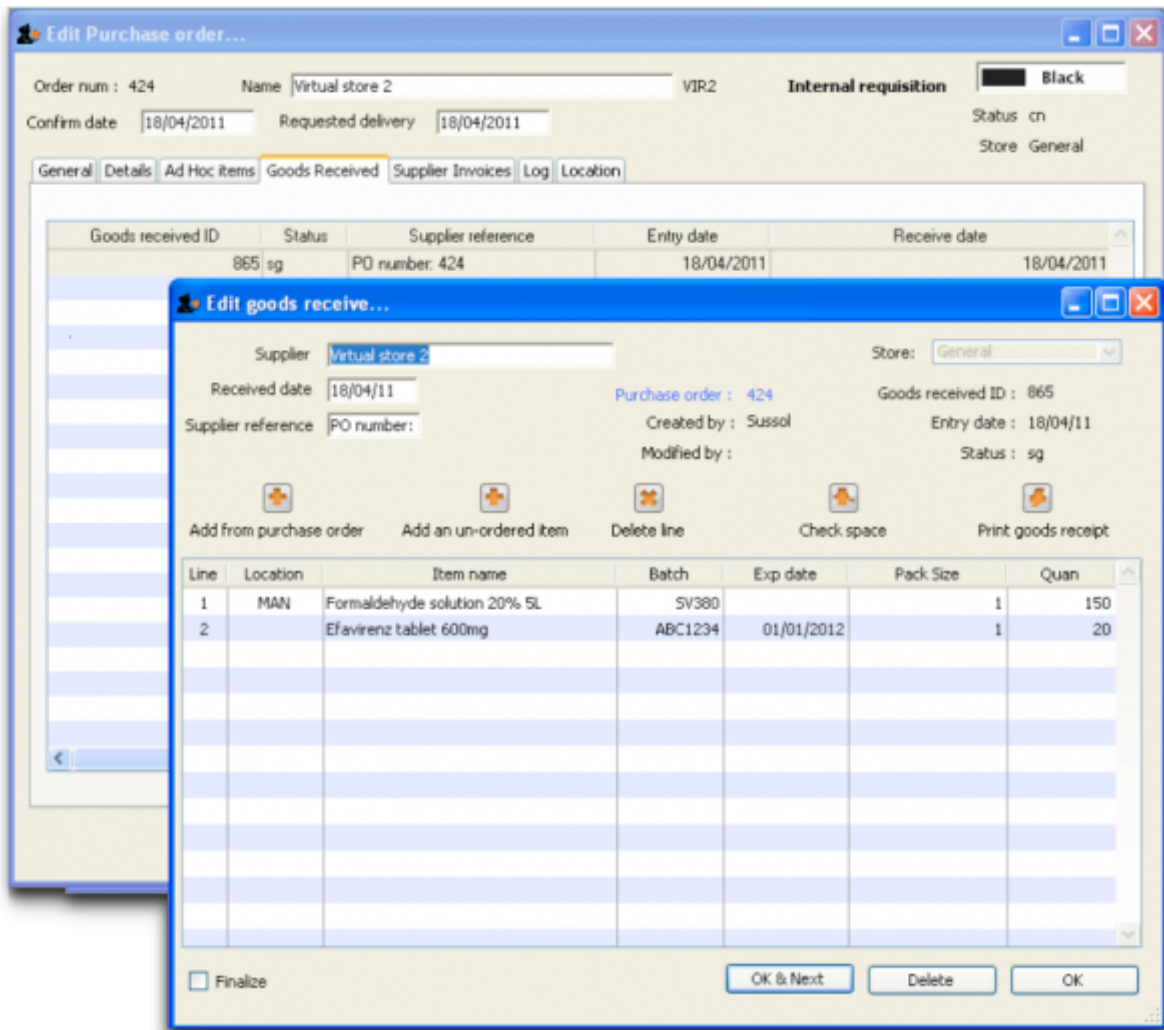 Edit Purchase order...
Order num : 424 Name Virtual store 2 VIR2 Internal requisition Black
Confirm date 18/04/2011 Requested delivery 18/04/2011 Status cn
Store General
General Details Ad Hoc items Goods Received Supplier Invoices Log Location
Goods received ID Status Supplier reference Entry date Receive date
865 sg PO number: 424 18/04/2011 18/04/2011
Edit goods receive...
Supplier Virtual store 2 Store: General
Received date 18/04/11 Purchase order : 424 Goods received ID : 865
Supplier reference PO number: Created by : Sussol Entry date : 18/04/11
Modified by : Status : sg
Add from purchase order Add an un-ordered item Delete line Check space Print goods receipt
Line Location Item name Batch Exp date Pack Size Quan
1 MAN Formaldehyde solution 20% 5L SV380 1 150
2 Efavirenz tablet 600mg ABC1234 01/01/2012 1 20
Finalize OK & Next Delete OK